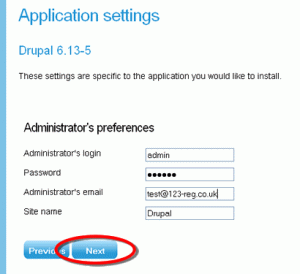 Application settings
Drupal 6.13-5
These settings are specific to the application you would like to install.
Administrator's preferences
Administrator's login admin
Password ••••••
Administrator's email test@123-reg.co.uk
Site name Drupal
Previous Next